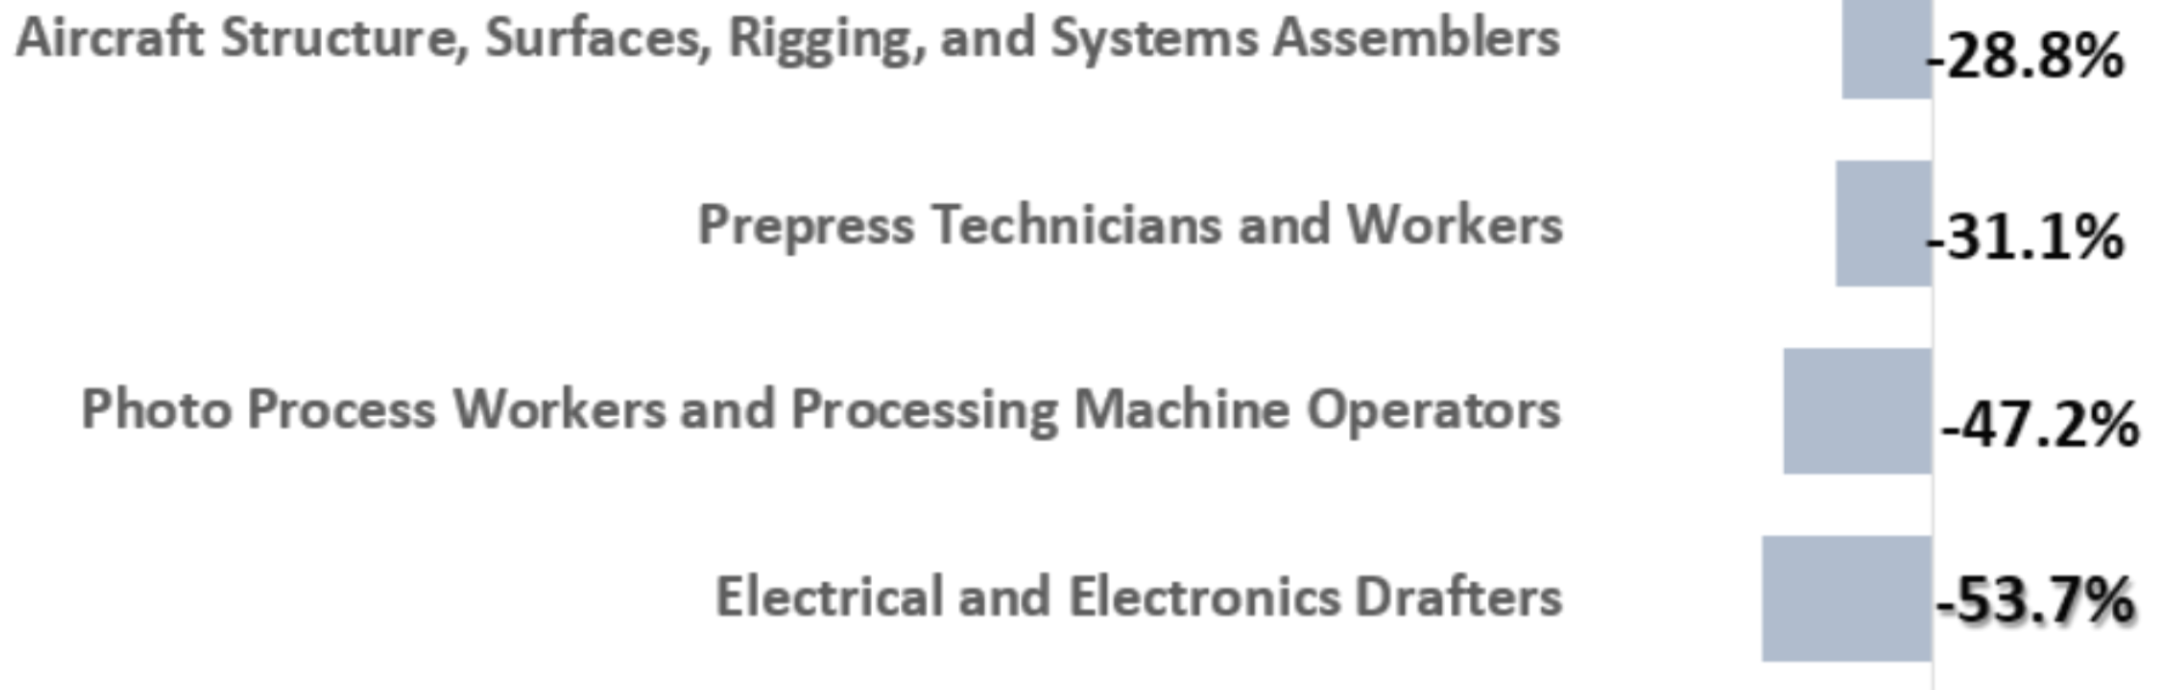 Aircraft Structure, Surfaces, Rigging, and Systems Assemblers -28.8%
Prepress Technicians and Workers -31.1%
Photo Process Workers and Processing Machine Operators -47.2%
Electrical and Electronics Drafters -53.7%